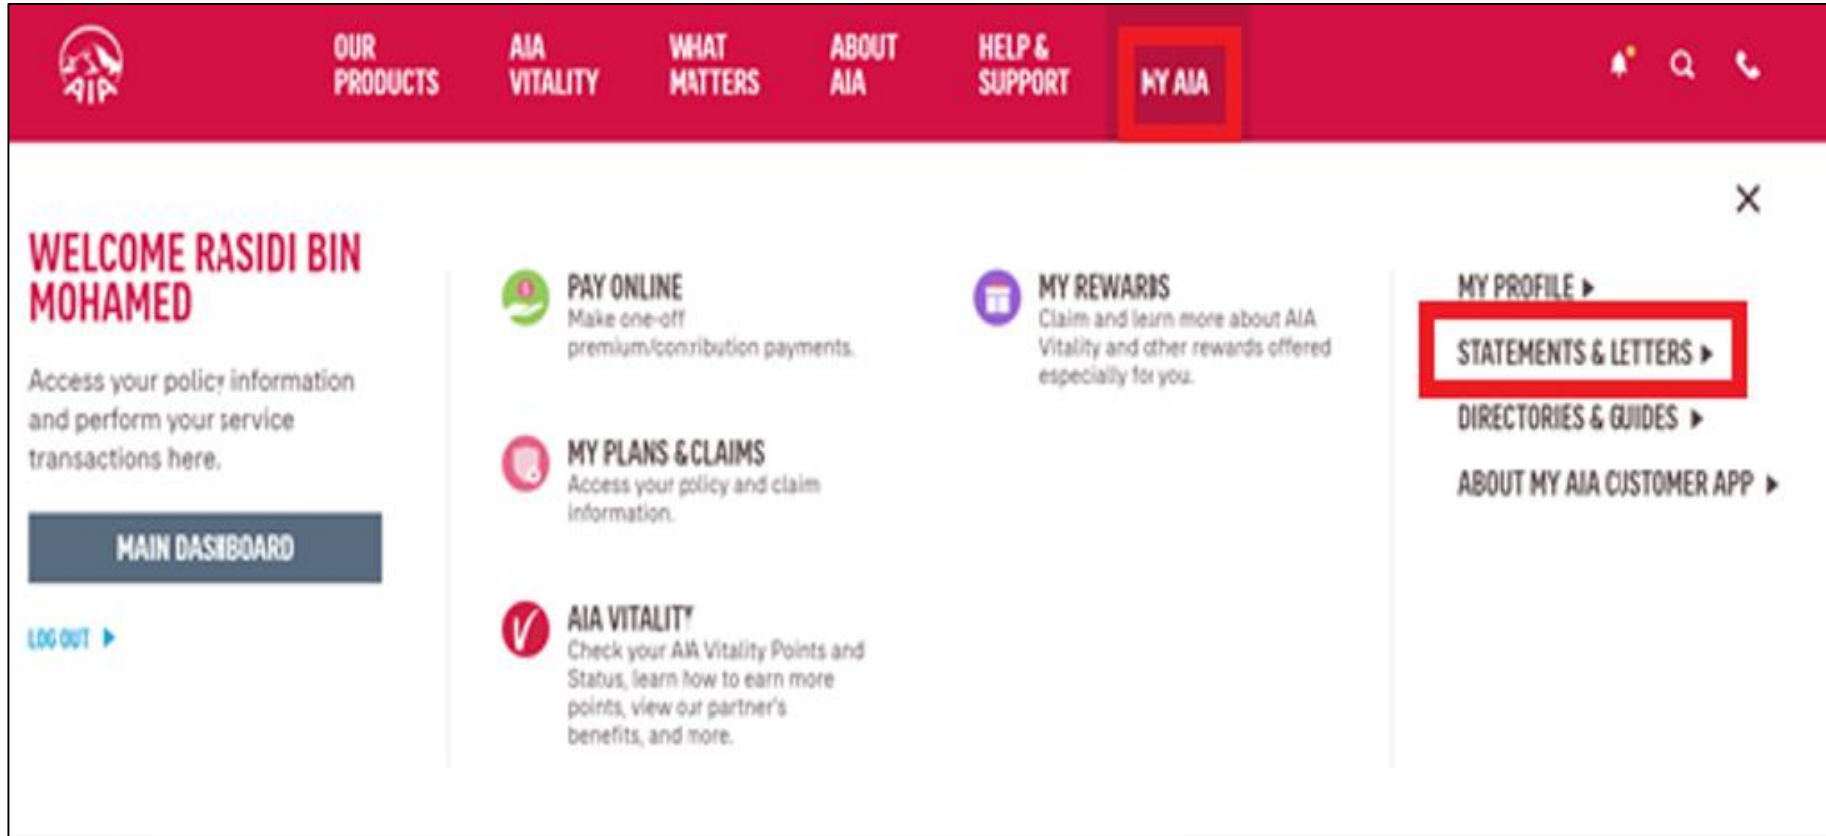 AIA
OUR
PRODUCTS
AIA
VITALITY
WHAT
MATTERS
ABOUT
AIA
HELP &
SUPPORT
MY AIA
WELCOME RASIDI BIN
MOHAMED
Access your policy information
and perform your service
transactions here.
MAIN DASHBOARD
LOG OUT
PAY ONLINE
Make one-off
premium/contribution payments.
MY PLANS & CLAIMS
Access your policy and claim
information.
AIA VITALITY
Check your AIA Vitality Points and
Status, learn how to earn more
points, view our partner's
benefits, and more.
MY REWARDS
Claim and learn more about AIA
Vitality and other rewards offered
especially for you.
MY PROFILE
STATEMENTS & LETTERS
DIRECTORIES & GUIDES
ABOUT MY AIA CUSTOMER APP